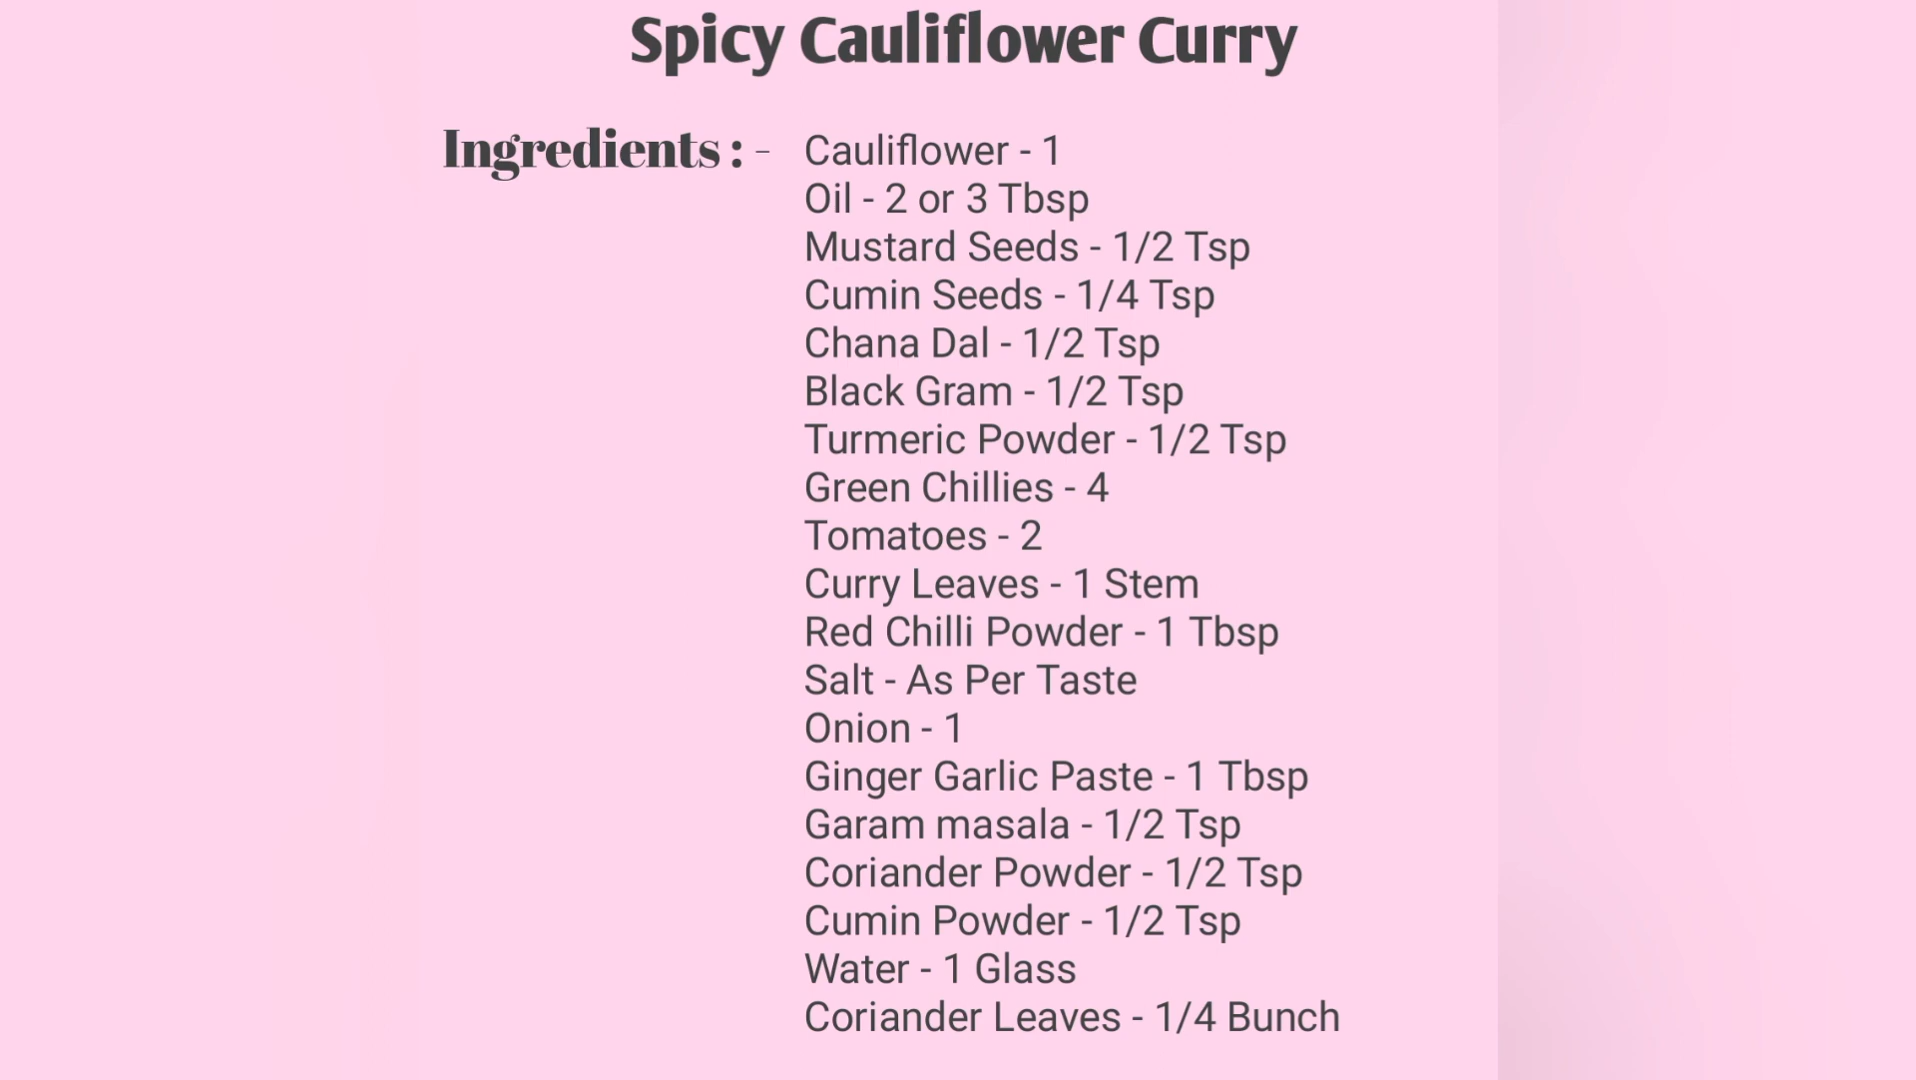 Spicy Cauliflower Curry
Ingredients : - Cauliflower - 1
Oil - 2 or 3 Tbsp
Mustard Seeds - 1/2 Tsp
Cumin Seeds - 1/4 Tsp
Chana Dal - 1/2 Tsp
Black Gram - 1/2 Tsp
Turmeric Powder - 1/2 Tsp
Green Chillies - 4
Tomatoes - 2
Curry Leaves - 1 Stem
Red Chilli Powder - 1 Tbsp
Salt - As Per Taste
Onion - 1
Ginger Garlic Paste - 1 Tbsp
Garam masala - 1/2 Tsp
Coriander Powder - 1/2 Tsp
Cumin Powder - 1/2 Tsp
Water - 1 Glass
Coriander Leaves - 1/4 Bunch